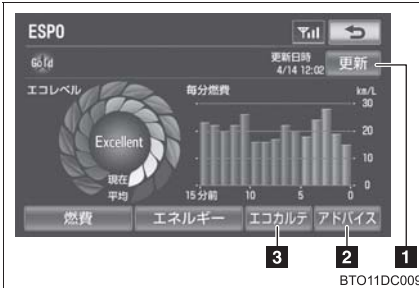 ESPO
Gold
更新日時
4/14 12:02
更新
エコレベル
毎分燃費
km/L
30
20
10
0
Excellent
現在
平均
15分前
10
5
0
燃費
エネルギー
エコカルテ
アドバイス
3
2
1
BTO11DC009